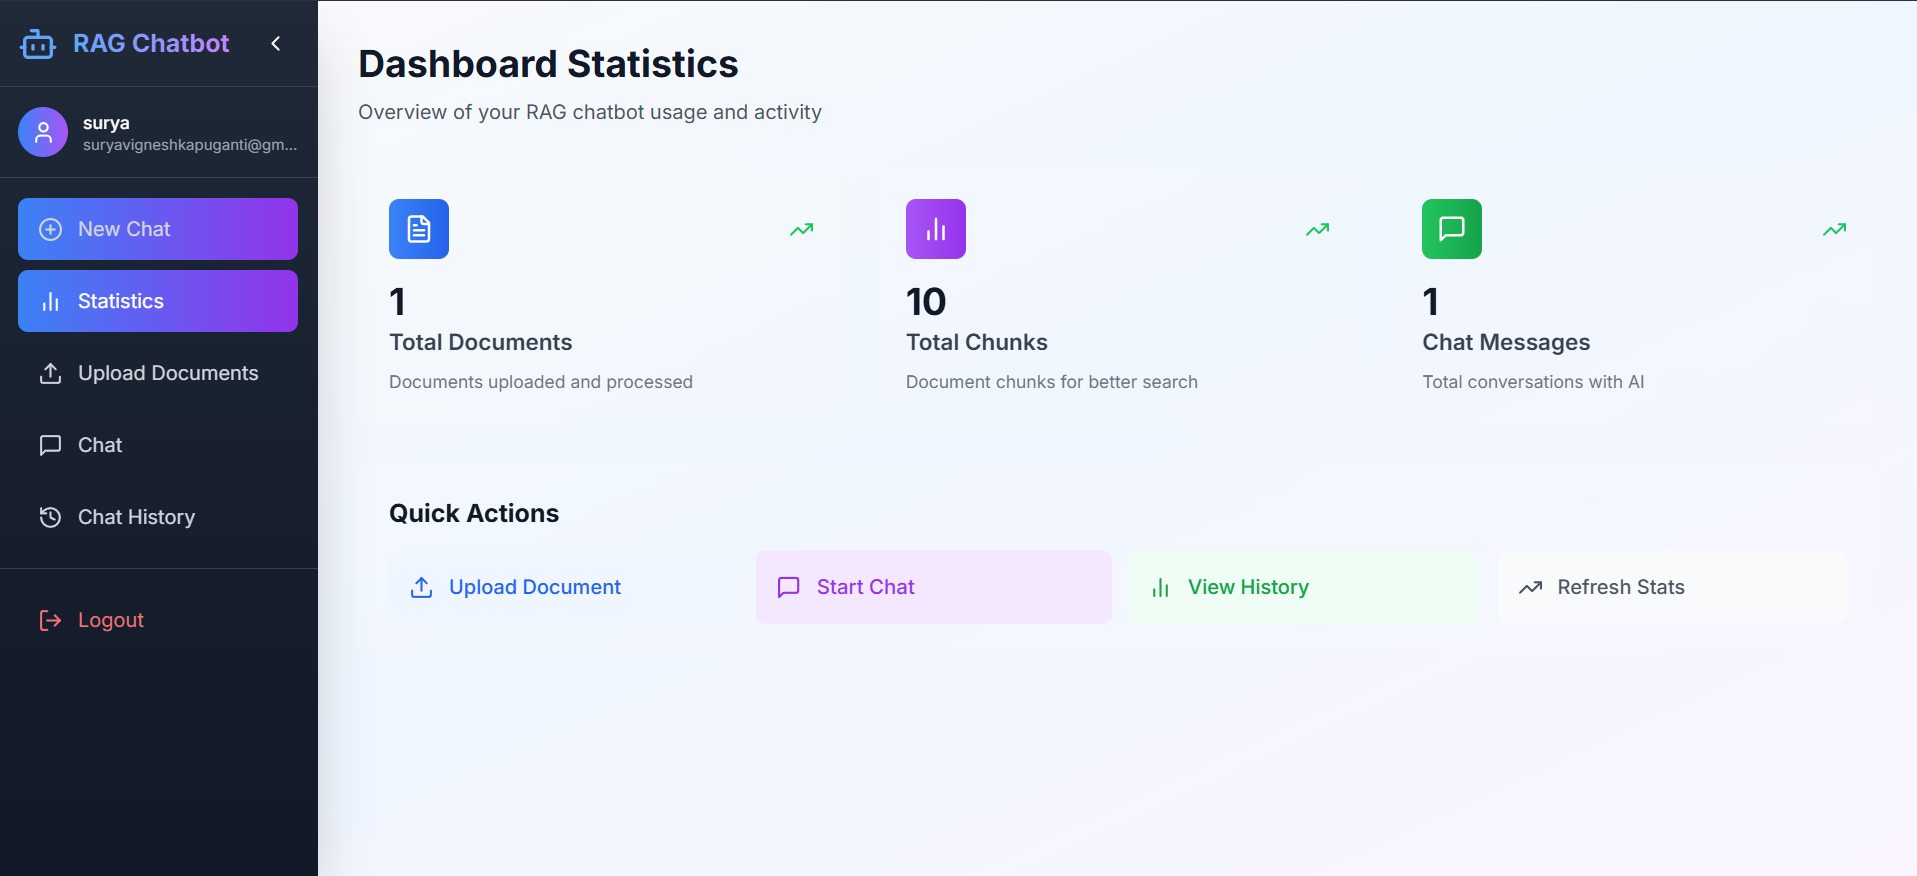 RAG Chatbot
surya
suryavigneshkapuganti@gm...
New Chat
Statistics
Upload Documents
Chat
Chat History
Logout
Dashboard Statistics
Overview of your RAG chatbot usage and activity
1
Total Documents
Documents uploaded and processed
10
Total Chunks
Document chunks for better search
1
Chat Messages
Total conversations with AI
Quick Actions
Upload Document
Start Chat
View History
Refresh Stats